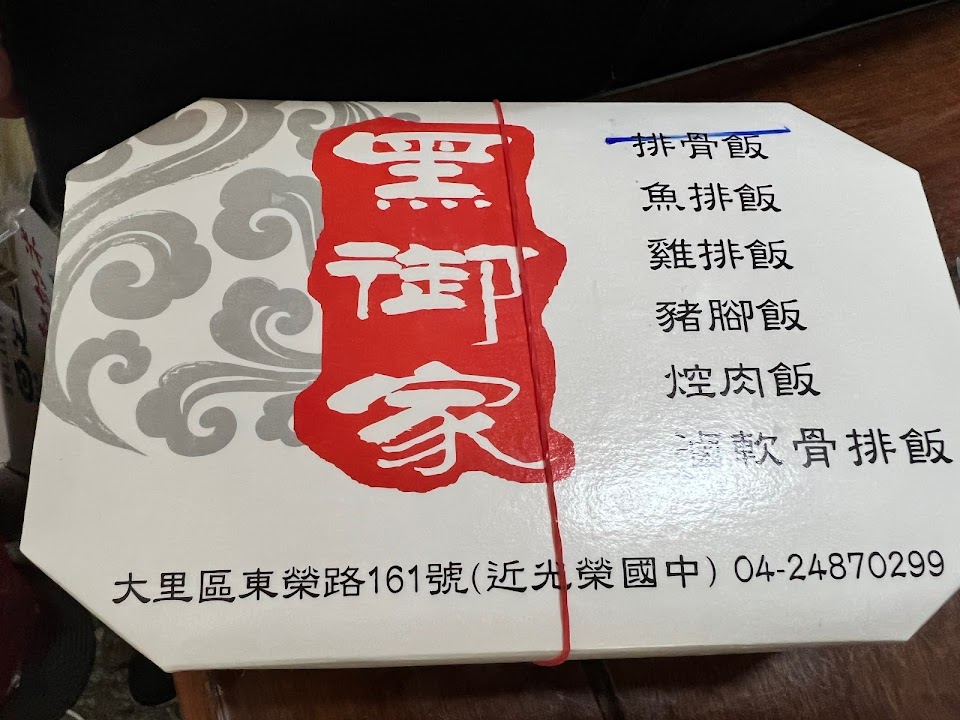 黑御家
排骨飯
魚排飯
雞排飯
豬腳飯
焢肉飯
滷軟骨排飯
大里區東榮路161號(近光榮國中) 04-24870299